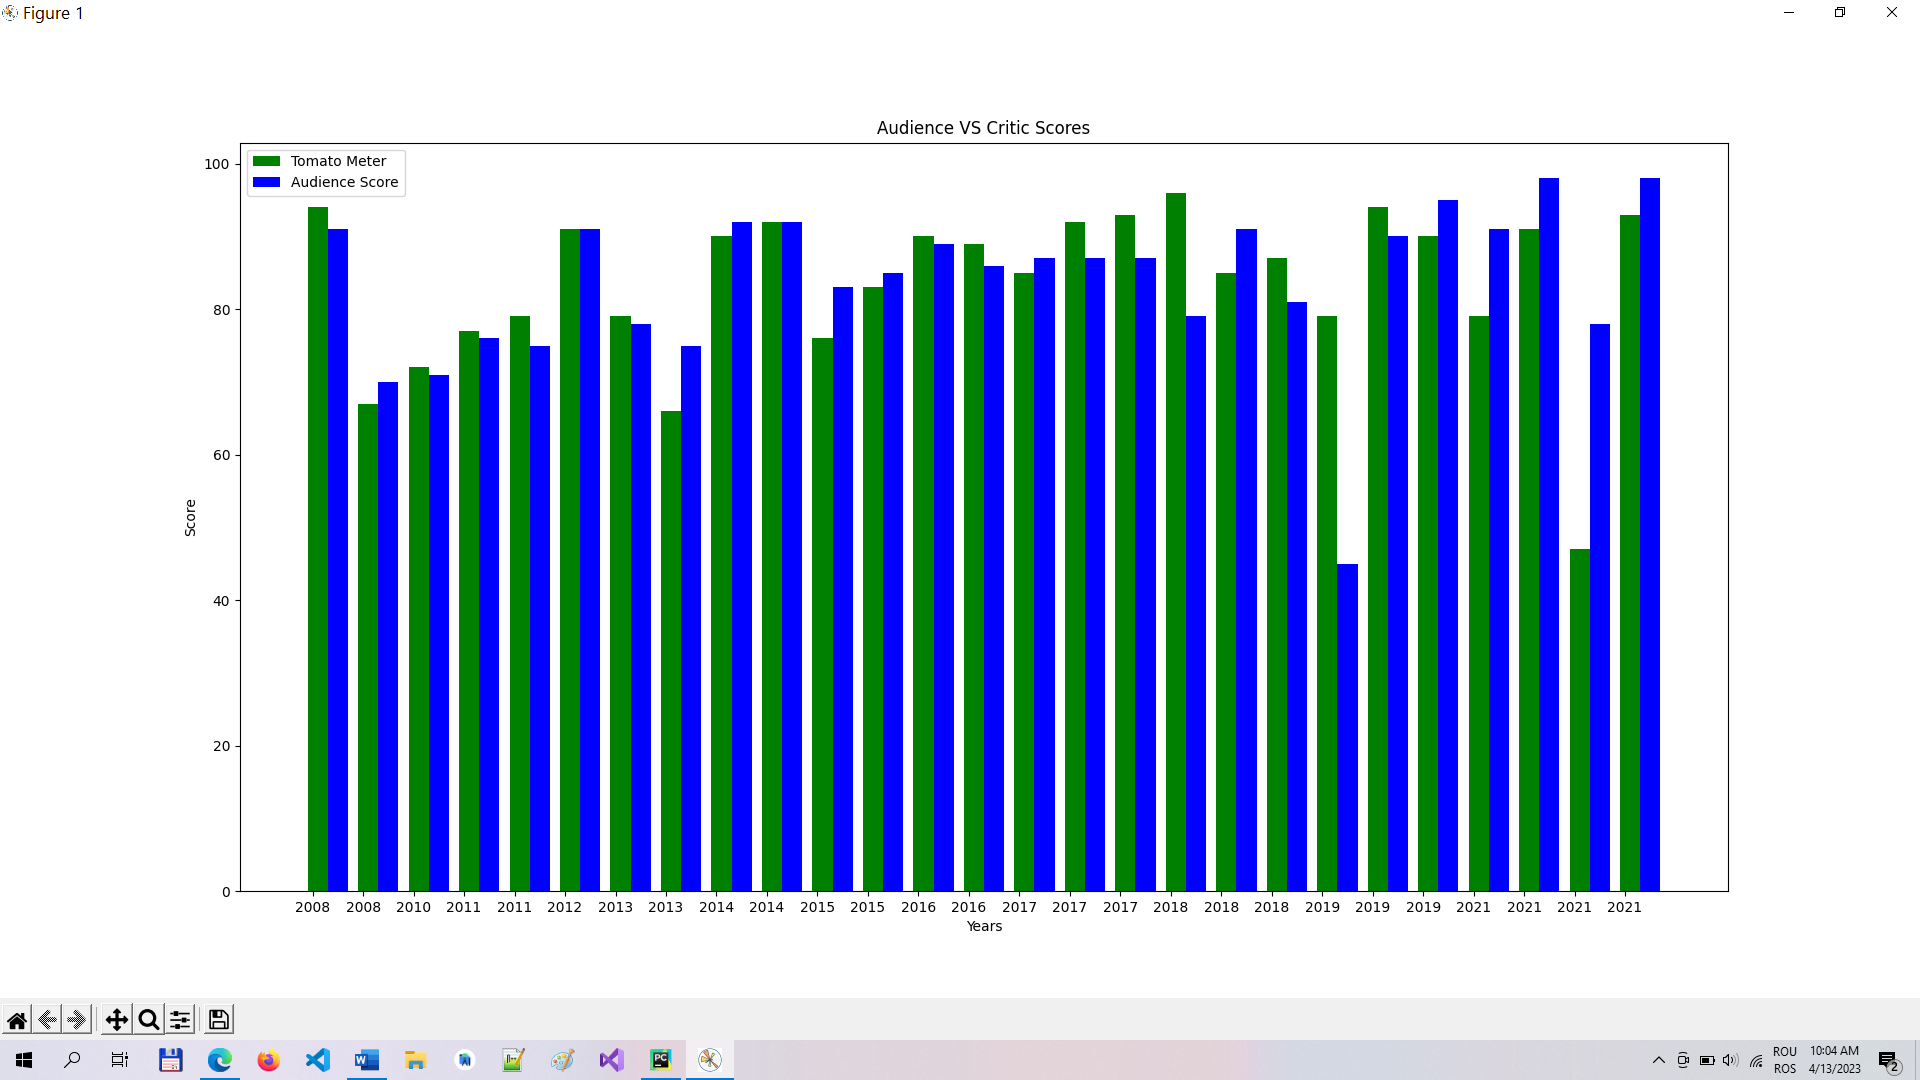 Figure 1
Audience VS Critic Scores
Tomato Meter
Audience Score
100
80
60
40
20
0
Score
2008 2008 2010 2011 2011 2012 2013 2013 2014 2014 2015 2015 2016 2016 2017 2017 2017 2018 2018 2018 2019 2019 2019 2021 2021 2021 2021
Years
PC
ROU 10:04 AM
ROS 4/13/2023
2